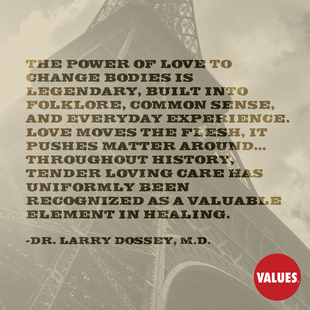 THE POWER OF LOVE TO
CHANGE BODIES IS
LEGENDARY, BUILT INTO
FOLKLORE, COMMON SENSE,
AND EVERYDAY EXPERIENCE.
LOVE MOVES THE FLESH, IT
PUSHES MATTER AROUND...
THROUGHOUT HISTORY,
TENDER LOVING CARE HAS
UNIFORMLY BEEN
RECOGNIZED AS A VALUABLE
ELEMENT IN HEALING.
-DR. LARRY DOSSEY, M.D.
VALUES.